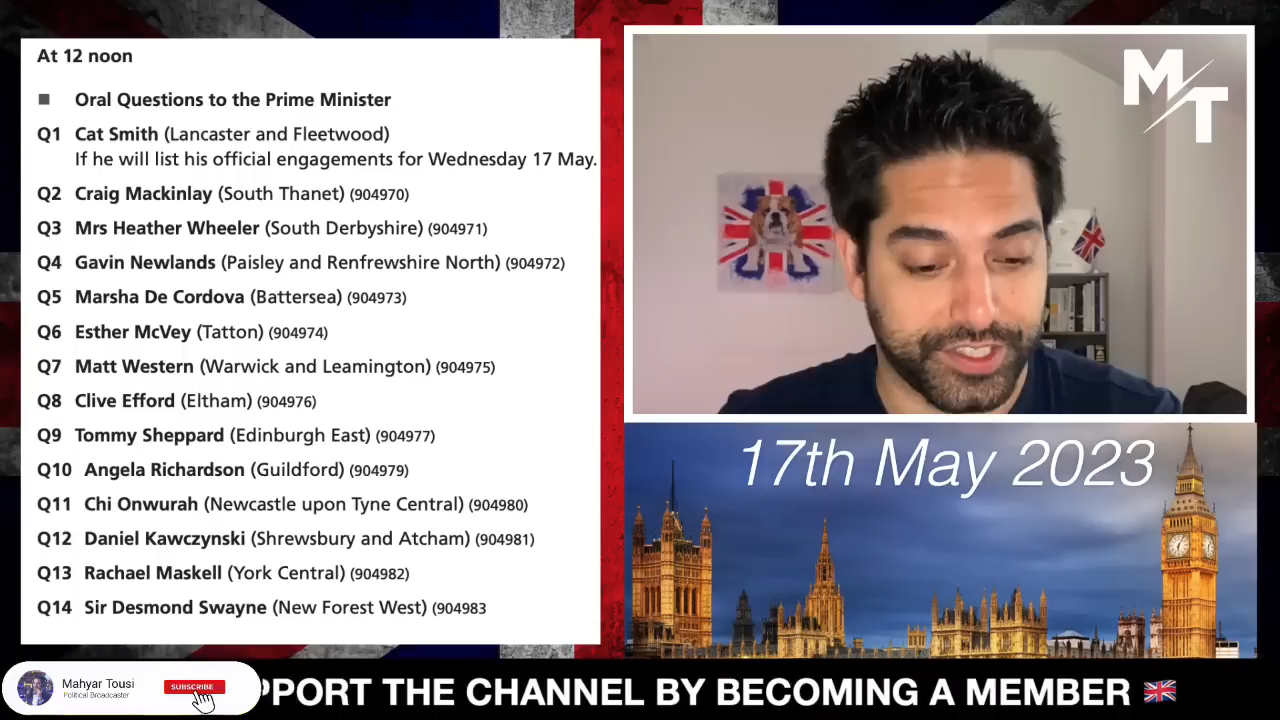 At 12 noon
■ Oral Questions to the Prime Minister
Q1 Cat Smith (Lancaster and Fleetwood)
If he will list his official engagements for Wednesday 17 May.
Q2 Craig Mackinlay (South Thanet) (904970)
Q3 Mrs Heather Wheeler (South Derbyshire) (904971)
Q4 Gavin Newlands (Paisley and Renfrewshire North) (904972)
Q5 Marsha De Cordova (Battersea) (904973)
Q6 Esther McVey (Tatton) (904974)
Q7 Matt Western (Warwick and Leamington) (904975)
Q8 Clive Efford (Eltham) (904976)
Q9 Tommy Sheppard (Edinburgh East) (904977)
Q10 Angela Richardson (Guildford) (904979)
Q11 Chi Onwurah (Newcastle upon Tyne Central) (904980)
Q12 Daniel Kawczynski (Shrewsbury and Atcham) (904981)
Q13 Rachael Maskell (York Central) (904982)
Q14 Sir Desmond Swayne (New Forest West) (904983
MT
17th May 2023
Mahyar Tousi
Political Broadcaster
SUBSCRIBE
PPORT THE CHANNEL BY BECOMING A MEMBER 🇬🇧